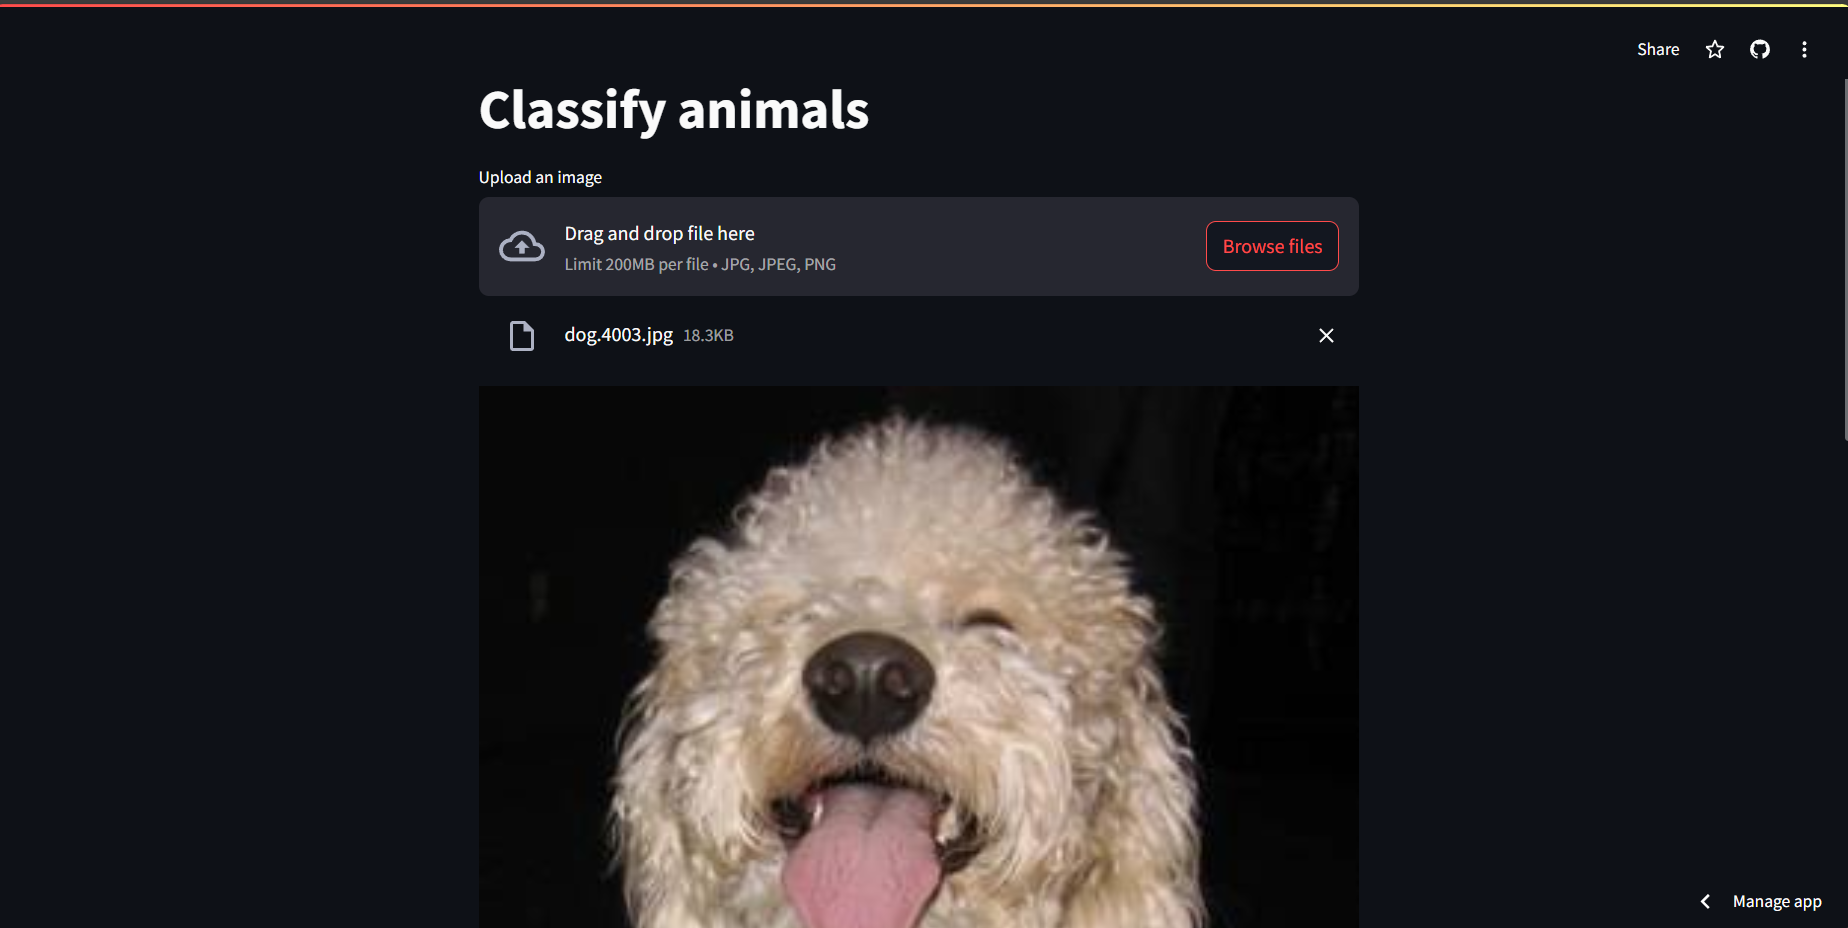 Share
Classify animals
Upload an image
Drag and drop file here
Limit 200MB per file • JPG, JPEG, PNG
Browse files
dog.4003.jpg 18.3KB
Manage app